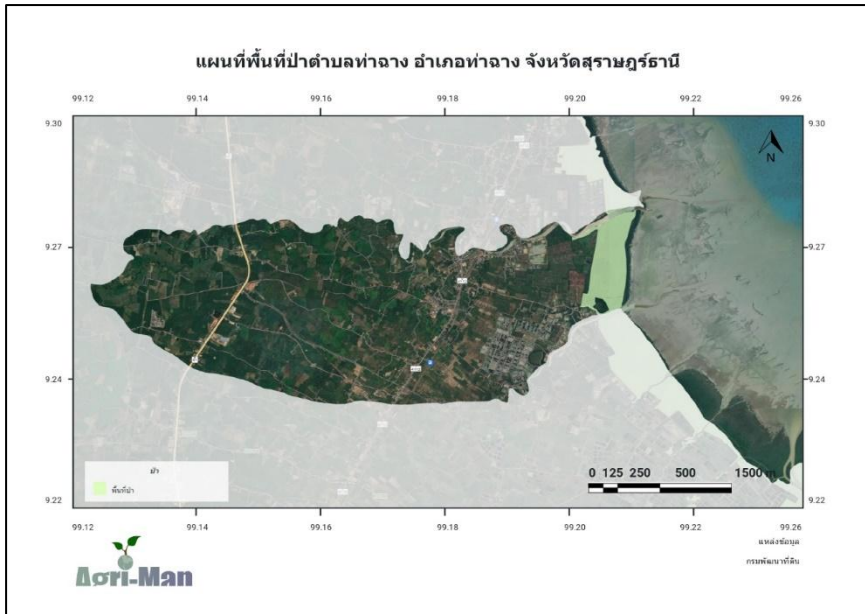 แผนที่พื้นที่ป่าตำบลท่าฉาง อำเภอท่าฉาง จังหวัดสุราษฎร์ธานี
99.12 99.14 99.16 99.18 99.20 99.22 99.26
9.30 9.30
N
9.27 9.27
9.24 9.24
ป่า
พื้นที่ป่า
0 125 250 500 1500 m
9.22 9.22
99.12 99.14 99.16 99.18 99.20 99.22 99.26
แหล่งข้อมูล
กรมพัฒนาที่ดิน
Agri-Man